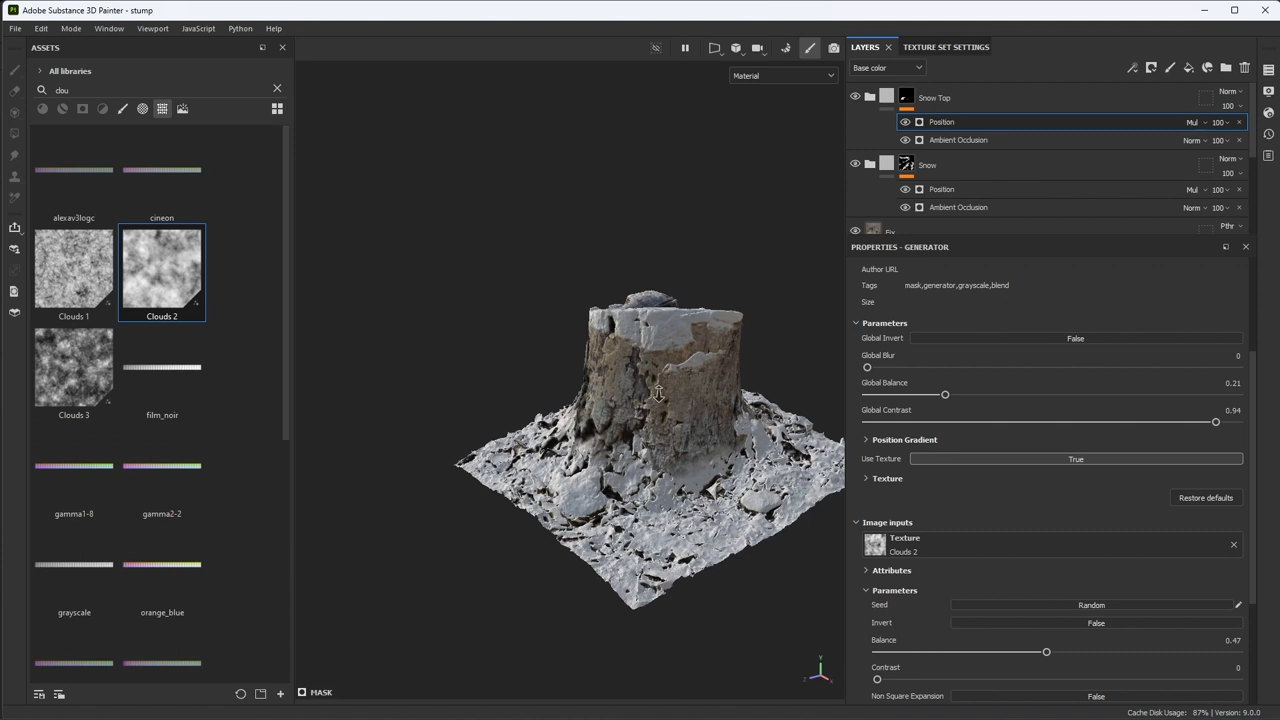 Pt Adobe Substance 3D Painter - stump
File Edit Mode Window Viewport JavaScript Python Help
ASSETS
All libraries
clou
alexav3logc cineon
Clouds 1 Clouds 2
Clouds 3 film_noir
gamma1-8 gamma2-2
grayscale orange_blue
Material
Y
Z X
MASK
LAYERS TEXTURE SET SETTINGS
Base color
Snow Top Norm
100
Position Mul 100
Ambient Occlusion Norm 100
Snow Norm
100
Position Mul 100
Ambient Occlusion Norm 100
Fix Pthr
PROPERTIES - GENERATOR
Author URL
Tags mask,generator,grayscale,blend
Size
Parameters
Global Invert False
Global Blur 0
Global Balance 0.21
Global Contrast 0.94
Position Gradient
Use Texture True
Texture
Restore defaults
Image inputs
Texture
Clouds 2
Attributes
Parameters
Seed Random
Invert False
Balance 0.47
Contrast 0
Non Square Expansion False
Cache Disk Usage: 87% | Version: 9.0.0